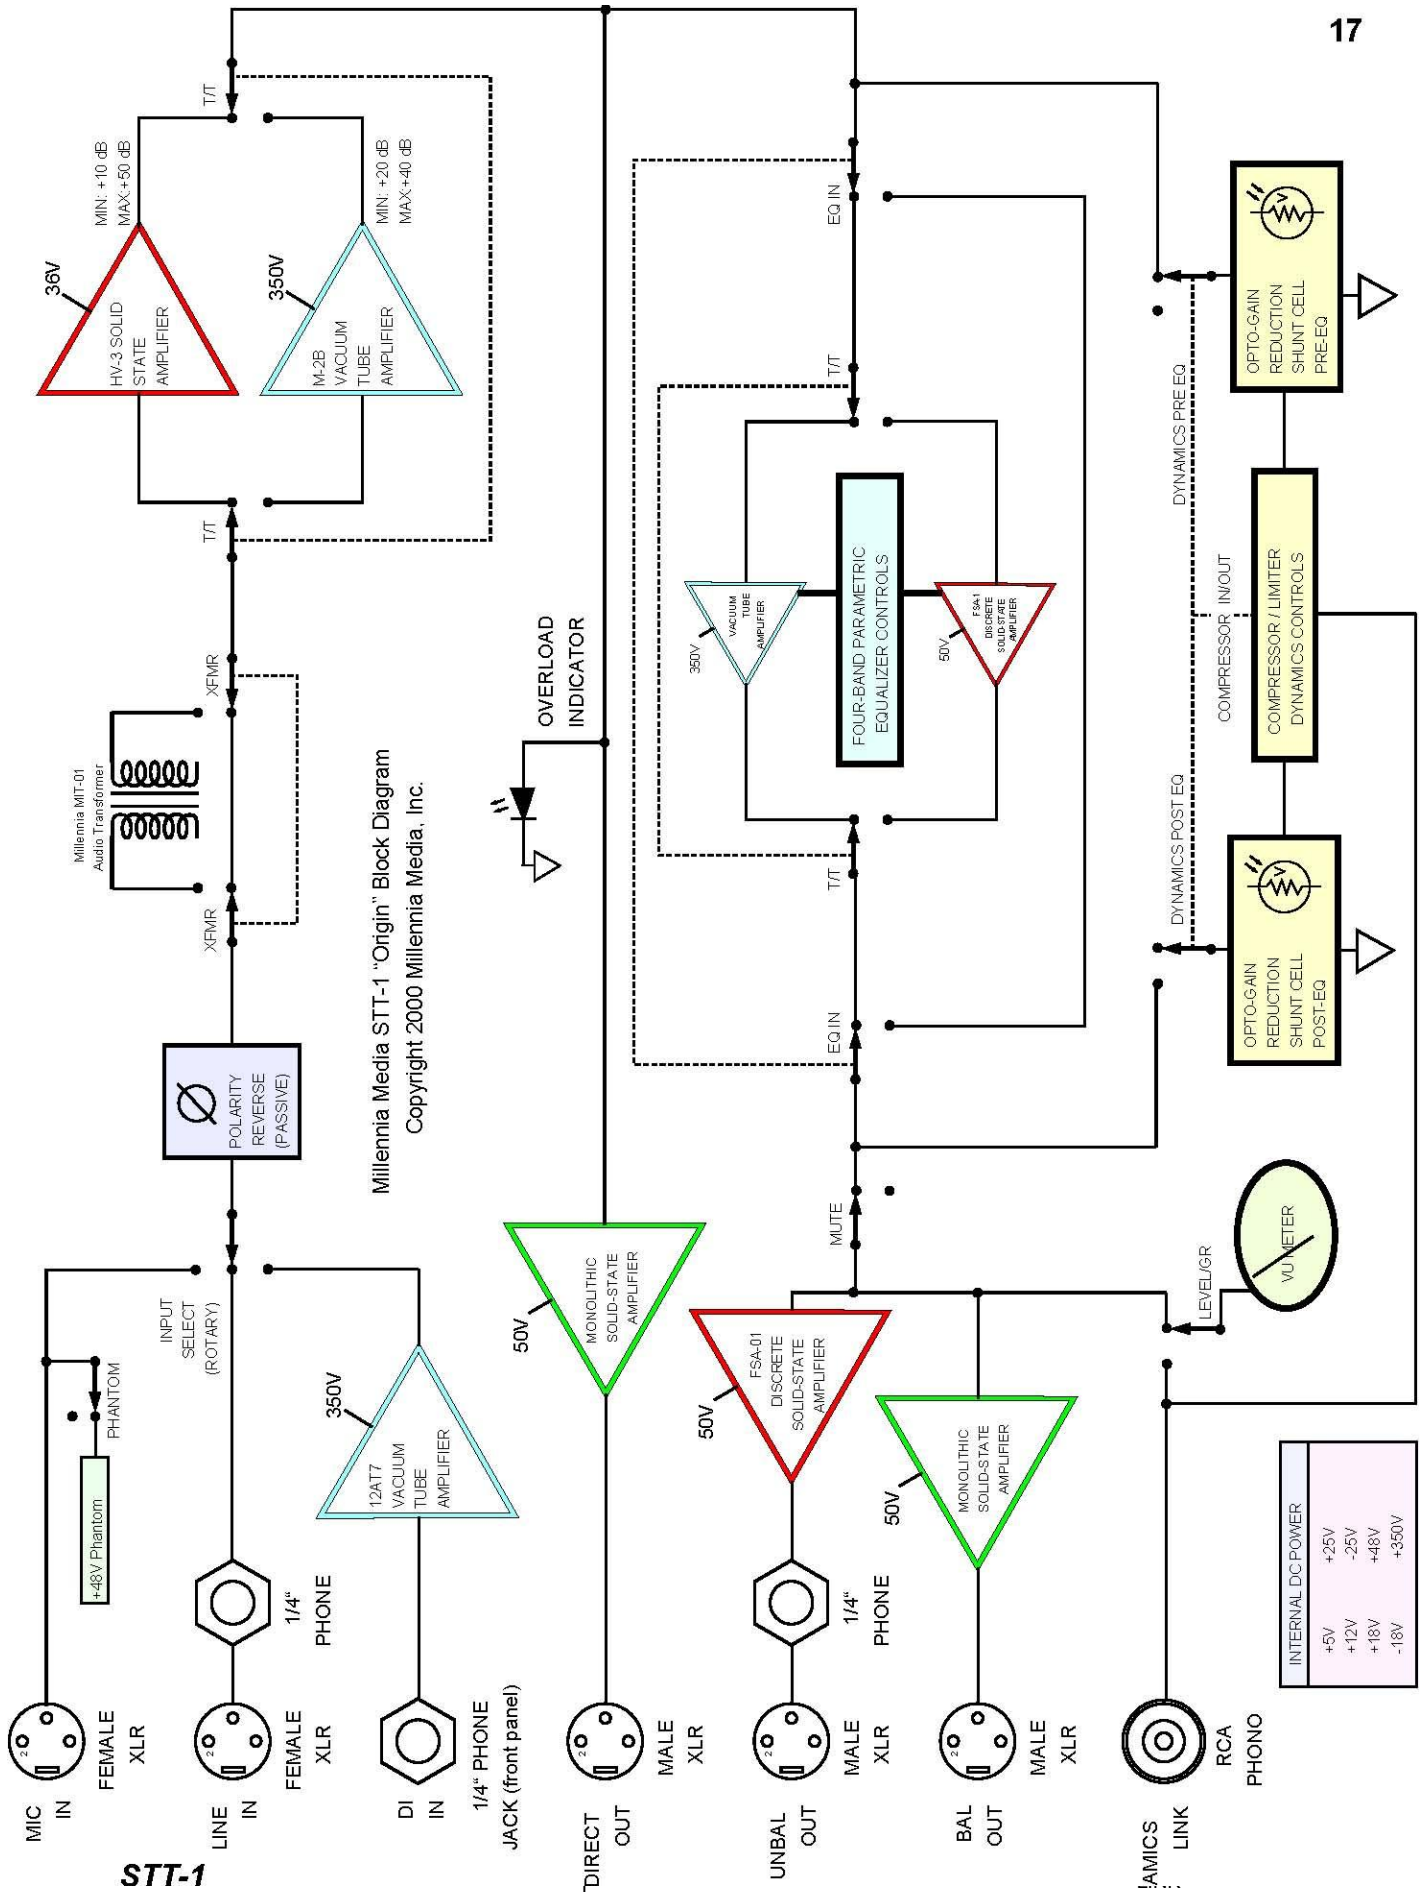 17
STT-1
MIC
IN
FEMALE
XLR
+48V Phantom
PHANTOM
LINE
IN
FEMALE
XLR
1/4"
PHONE
DI
IN
1/4" PHONE
JACK (front panel)
350V
12AT7
VACUUM
TUBE
AMPLIFIER
INPUT
SELECT
(ROTARY)
POLARITY
REVERSE
(PASSIVE)
XFMR
Millennia MIT-01
Audio Transformer
XFMR
T/T
36V
HV-3 SOLID
STATE
AMPLIFIER
MIN: +10 dB
MAX:+50 dB
350V
M-2B
VACUUM
TUBE
AMPLIFIER
MIN: +20 dB
MAX:+40 dB
T/T
Millennia Media STT-1 "Origin" Block Diagram
Copyright 2000 Millennia Media, Inc.
OVERLOAD
INDICATOR
DIRECT
OUT
MALE
XLR
50V
MONOLITHIC
SOLID-STATE
AMPLIFIER
UNBAL
OUT
MALE
XLR
1/4"
PHONE
50V
FSA-01
DISCRETE
SOLID-STATE
AMPLIFIER
BAL
OUT
MALE
XLR
50V
MONOLITHIC
SOLID-STATE
AMPLIFIER
MUTE
EQ IN
T/T
350V
VACUUM
TUBE
AMPLIFIER
FOUR-BAND PARAMETRIC
EQUALIZER CONTROLS
50V
FSA-1
DISCRETE
SOLID-STATE
AMPLIFIER
T/T
EQ IN
AMICS
LINK
RCA
PHONO
LEVEL/GR
VU METER
DYNAMICS POST EQ
COMPRESSOR IN/OUT
DYNAMICS PRE EQ
OPTO-GAIN
REDUCTION
SHUNT CELL
POST-EQ
V
COMPRESSOR / LIMITER
DYNAMICS CONTROLS
OPTO-GAIN
REDUCTION
SHUNT CELL
PRE-EQ
V
INTERNAL DC POWER
+5V +25V
+12V -25V
+18V +48V
-18V +350V